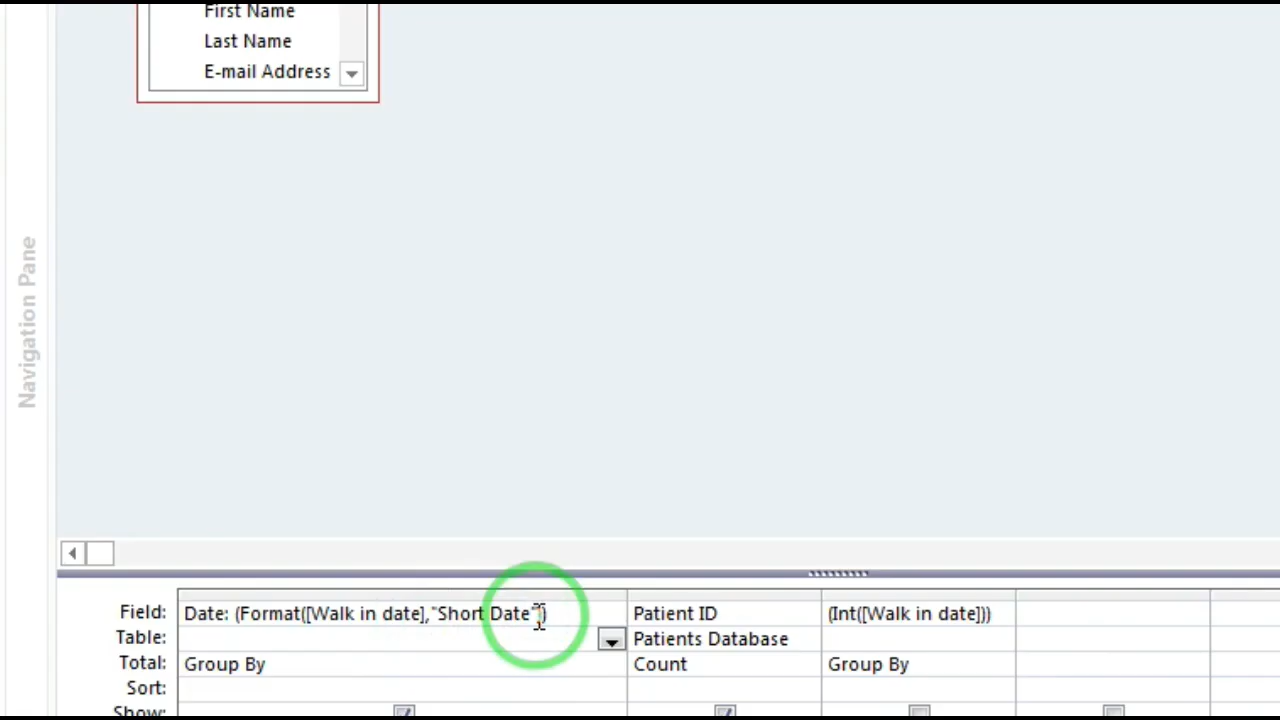 First Name
Last Name
E-mail Address
Navigation Pane
Field: Date: (Format([Walk in date],"Short Date")) Patient ID (Int([Walk in date]))
Table: Patients Database
Total: Group By Count Group By
Sort:
Show: